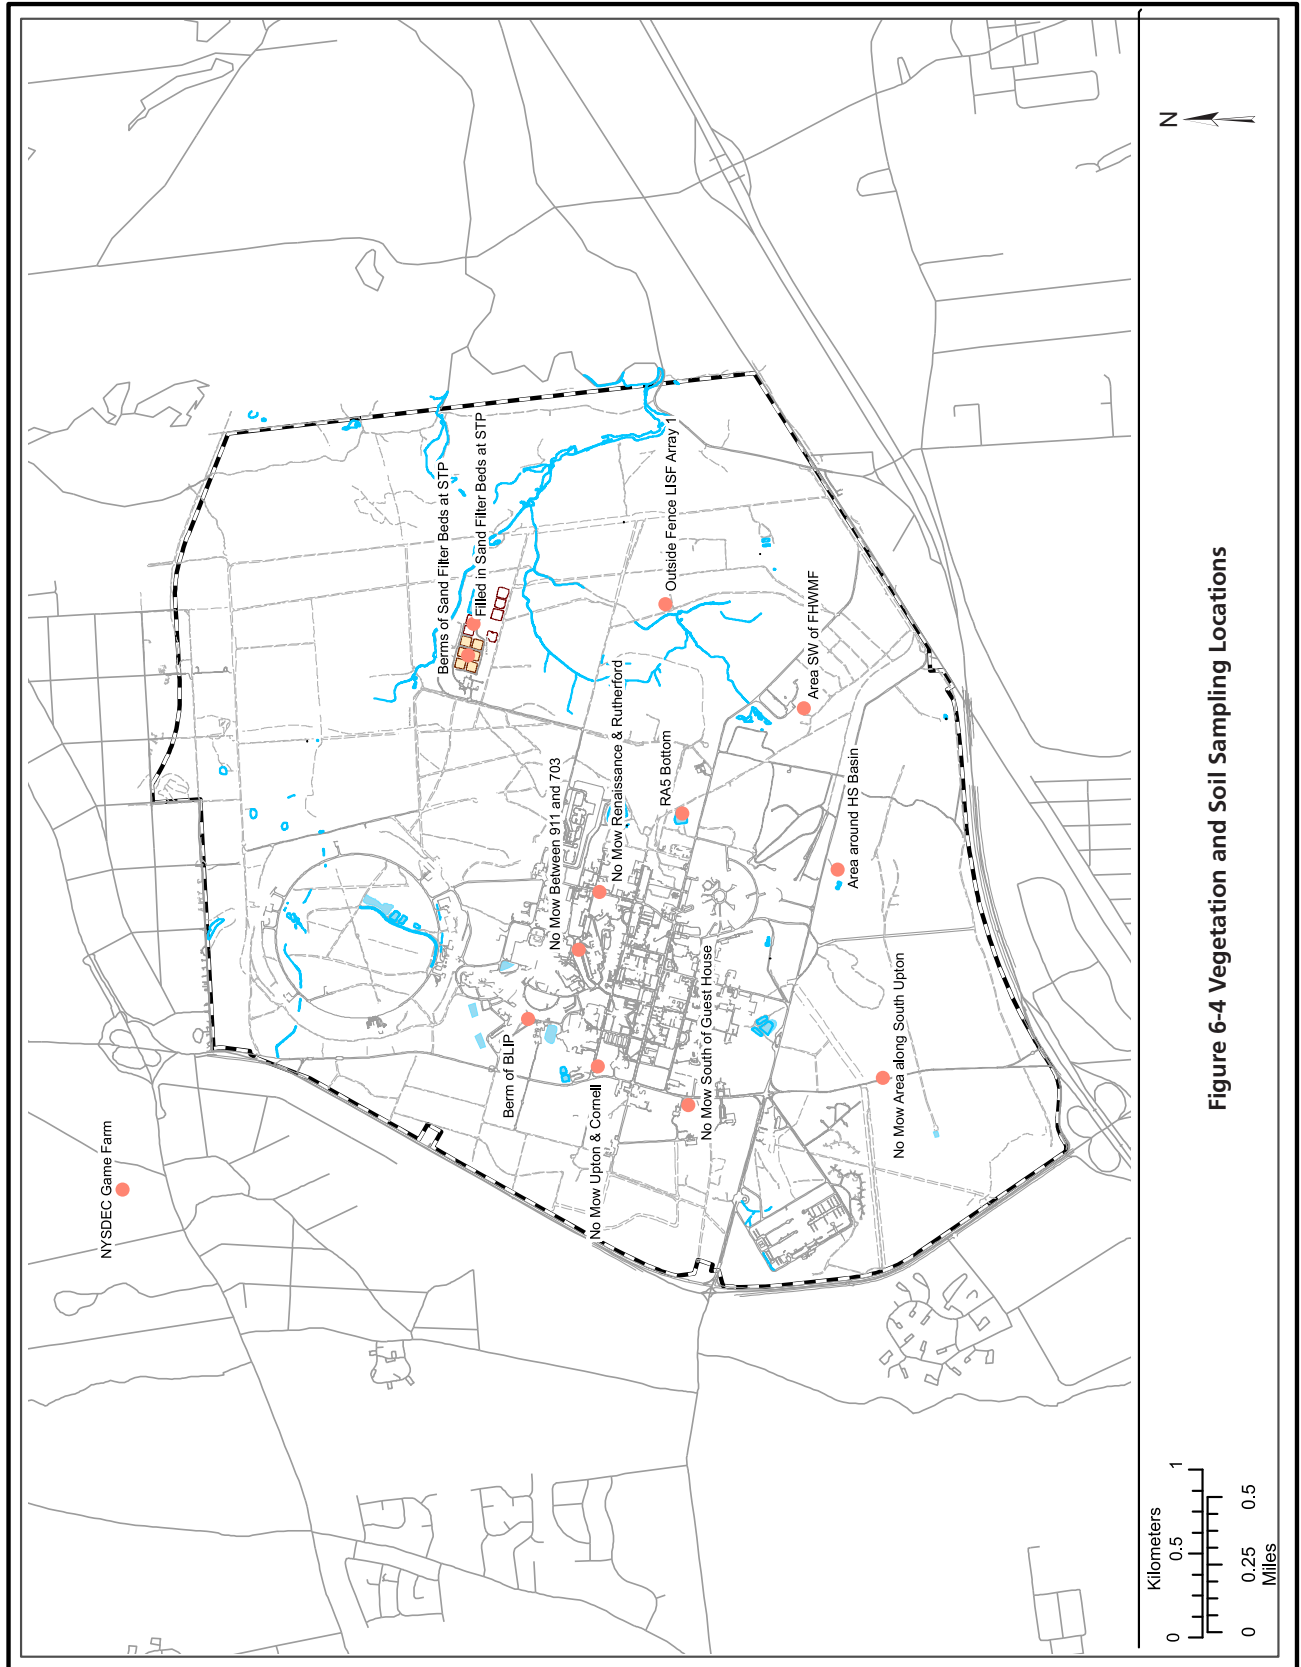 NYSDEC Game Farm
Berms of Sand Filter Beds at STP
Filled in Sand Filter Beds at STP
Berm of BLIP
No Mow Between 911 and 703
No Mow Upton & Cornell
No Mow Renaissance & Rutherford
Outside Fence LISF Array 1
RA5 Bottom
No Mow South of Guest House
Area SW of FHWMF
Area around HS Basin
No Mow Area along South Upton
N
Kilometers
0 0.5 1
0 0.25 0.5
Miles
Figure 6-4 Vegetation and Soil Sampling Locations